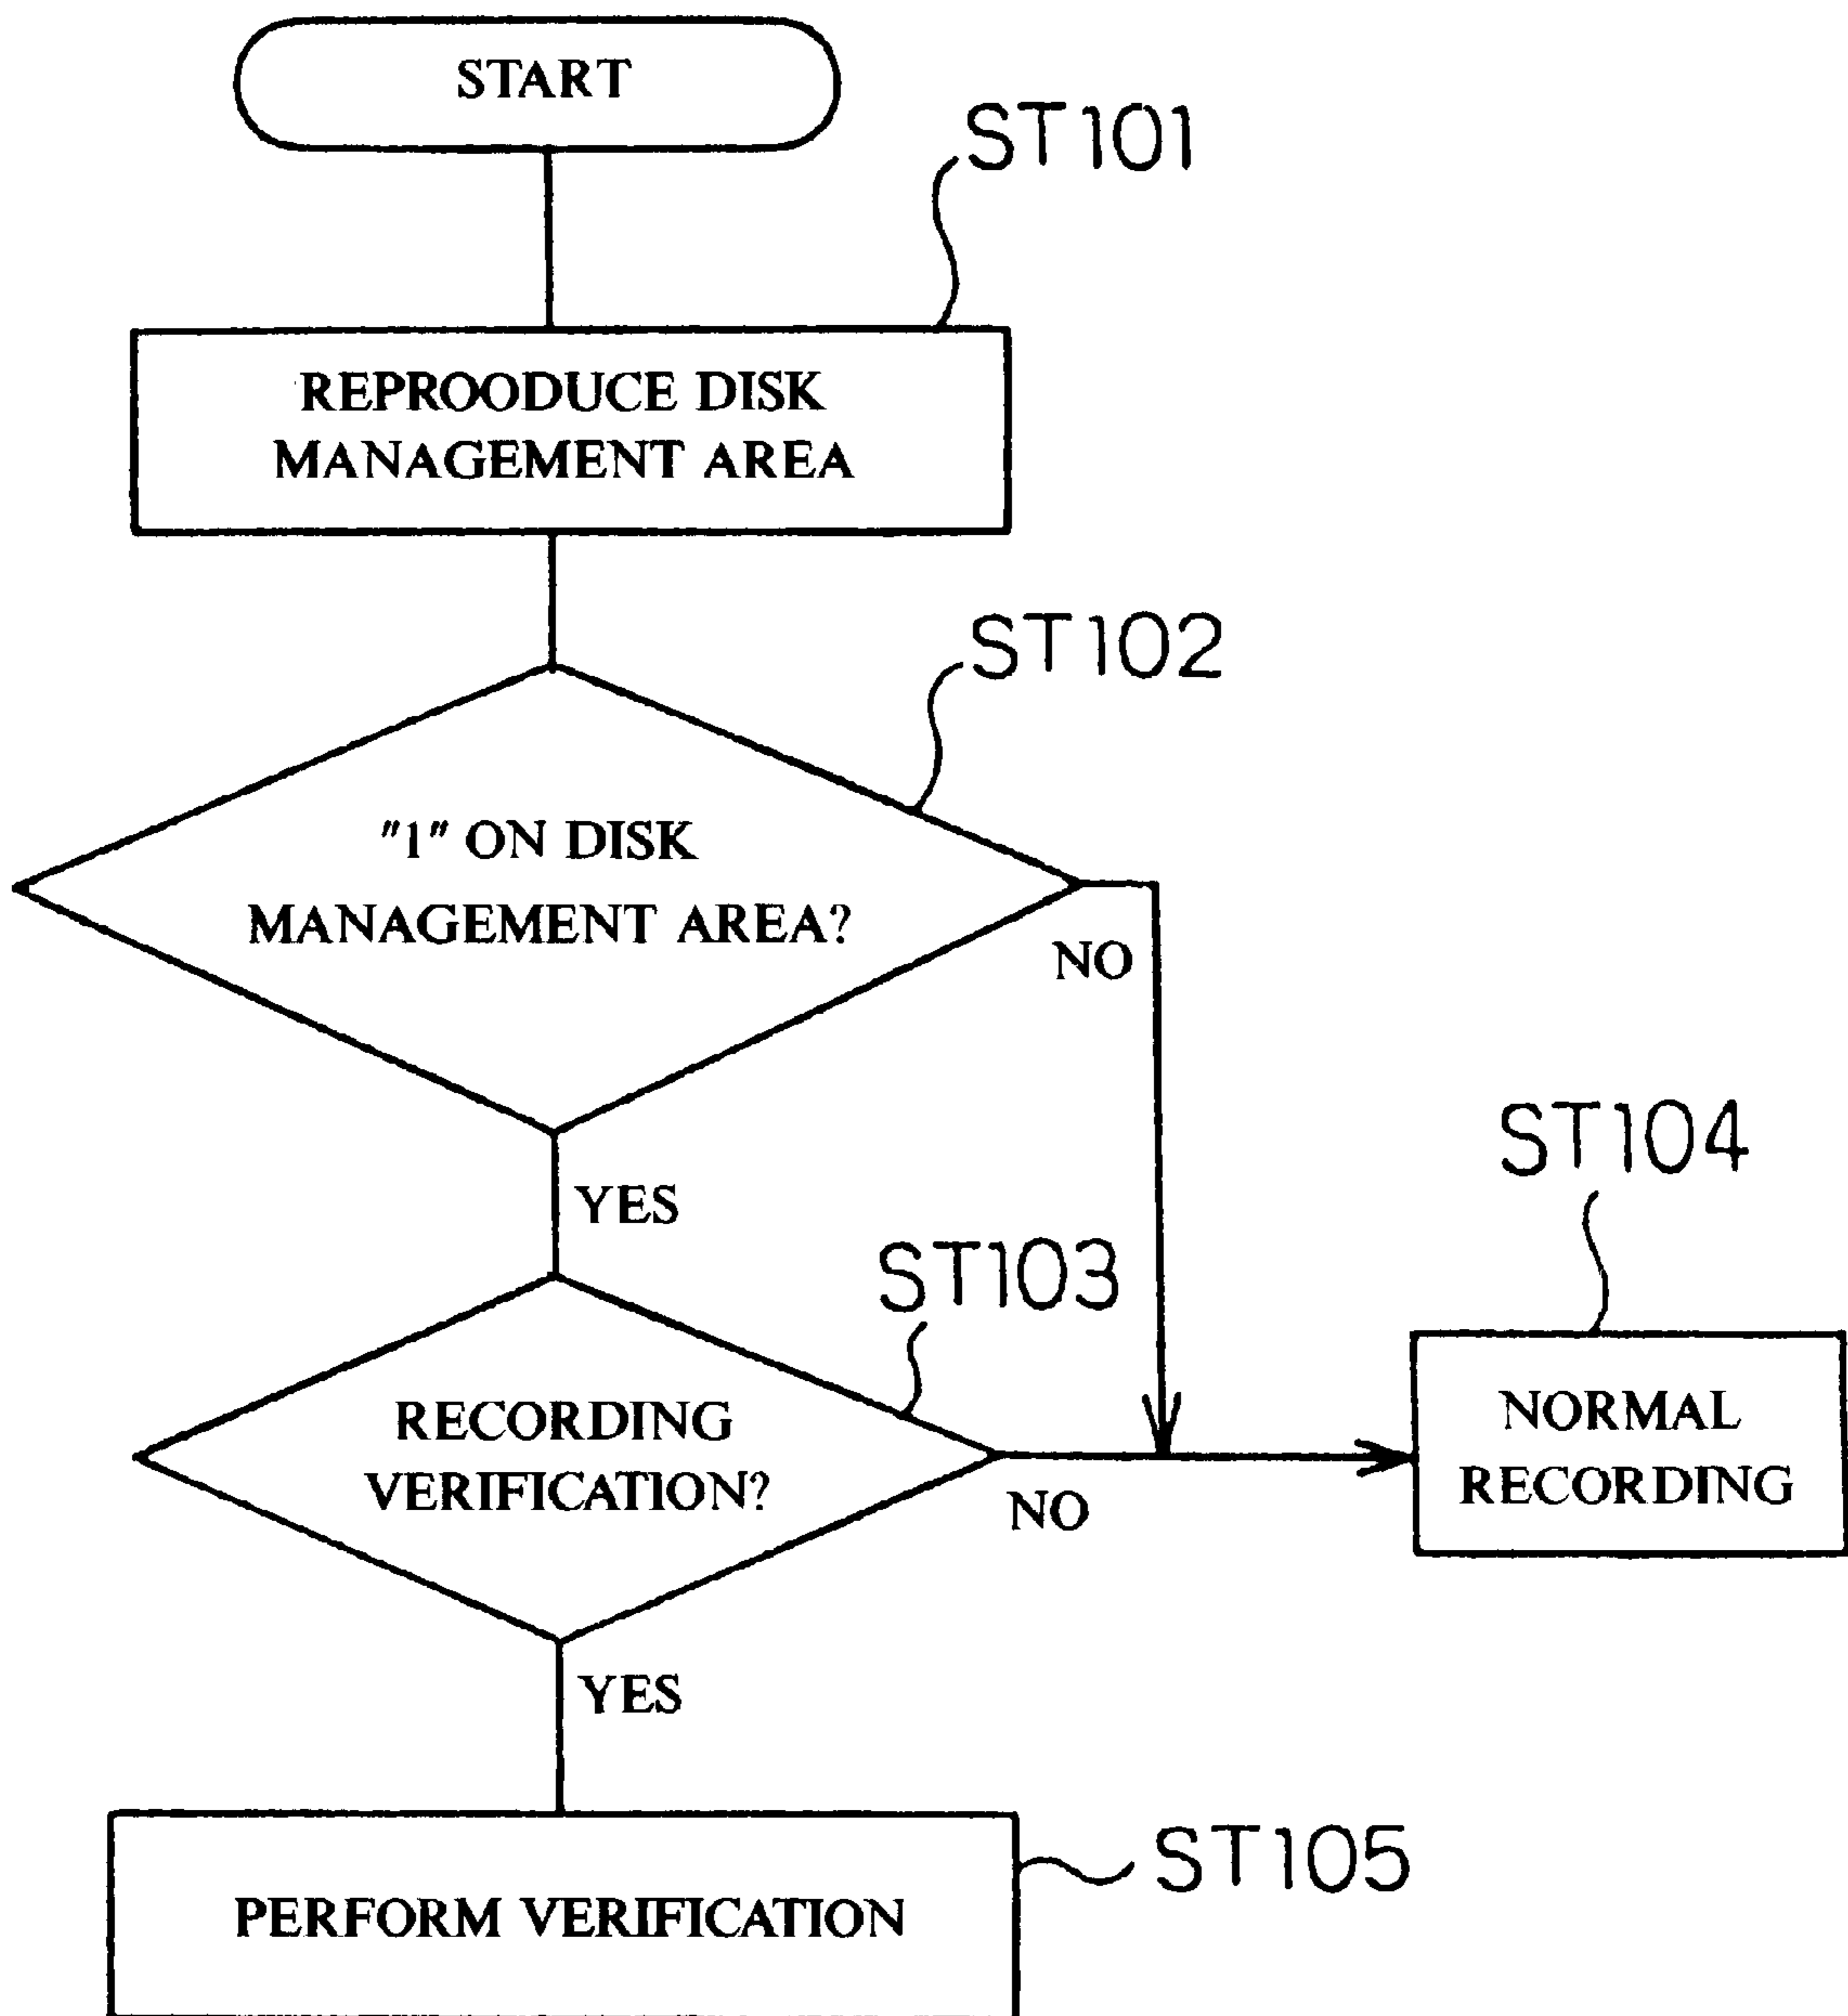 START
ST101
REPROODUCE DISK
MANAGEMENT AREA
ST102
"1" ON DISK
MANAGEMENT AREA?
NO
YES
ST103
ST104
RECORDING
VERIFICATION?
NO
NORMAL
RECORDING
YES
PERFORM VERIFICATION
ST105